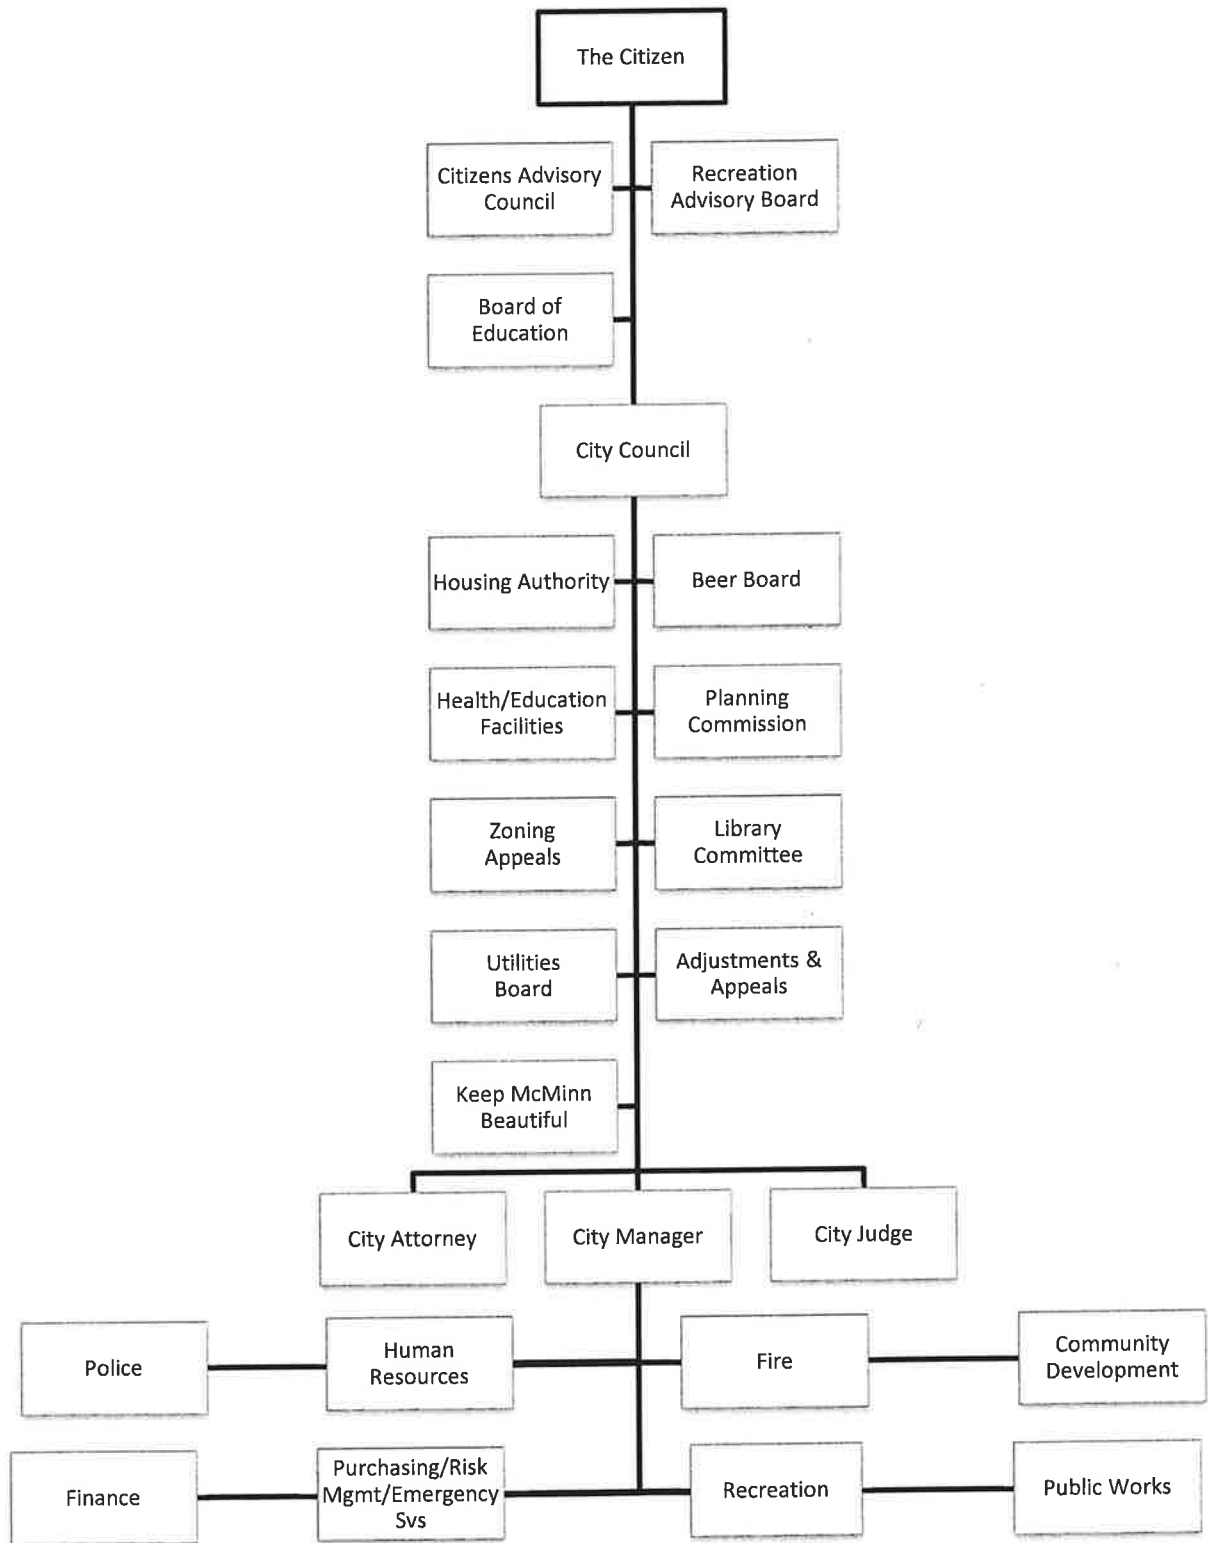 The Citizen
Citizens Advisory
Council
Recreation
Advisory Board
Board of
Education
City Council
Housing Authority
Beer Board
Health/Education
Facilities
Planning
Commission
Zoning
Appeals
Library
Committee
Utilities
Board
Adjustments &
Appeals
Keep McMinn
Beautiful
City Attorney
City Manager
City Judge
Police
Human
Resources
Fire
Community
Development
Finance
Purchasing/Risk
Mgmt/Emergency
Svs
Recreation
Public Works